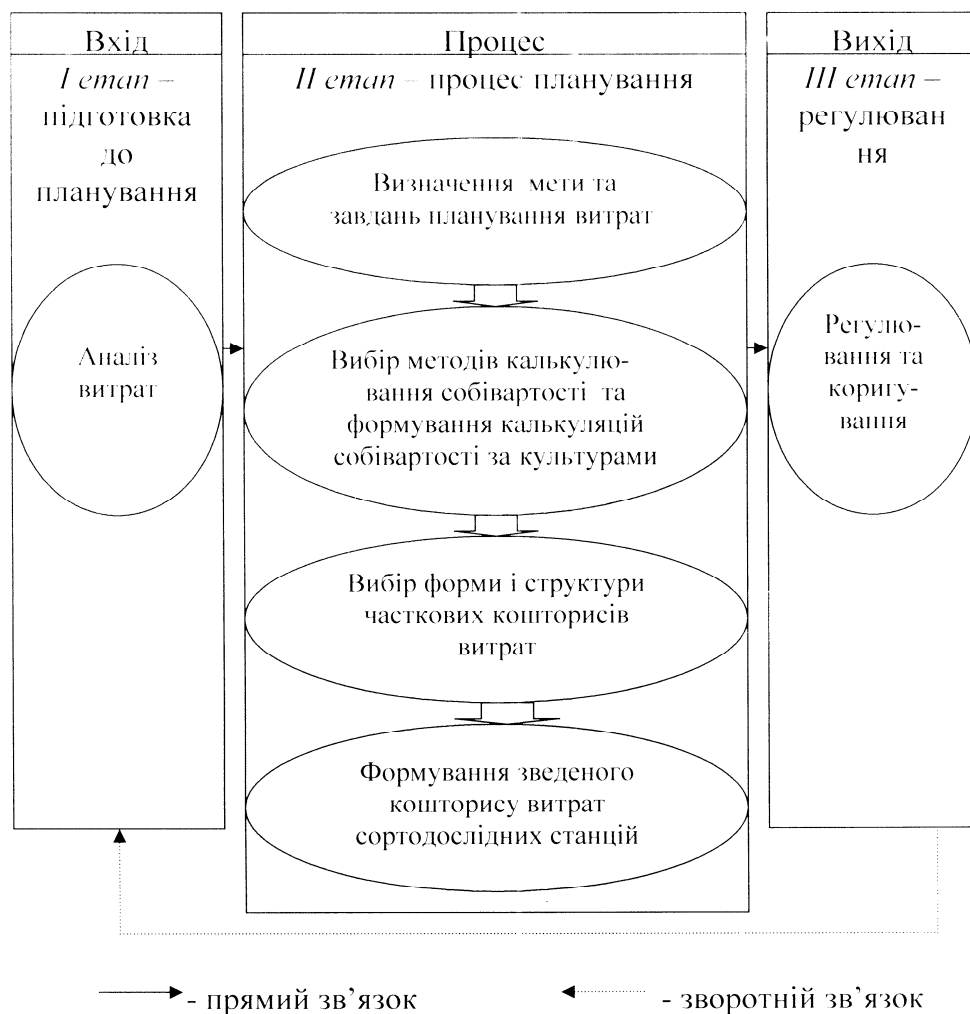 Вхід
I етап –
підготовка
до
планування
Аналіз
витрат
Процес
II етап – процес планування
Визначення мети та
завдань планування витрат
Вибір методів калькулю-
вання собівартості та
формування калькуляцій
собівартості за культурами
Вибір форми і структури
часткових кошторисів
витрат
Формування зведеного
кошторису витрат
сортодослідних станцій
Вихід
III етап –
регулюван
ня
Регулю-
вання та
коригу-
вання
- прямий зв’язок
- зворотній зв’язок